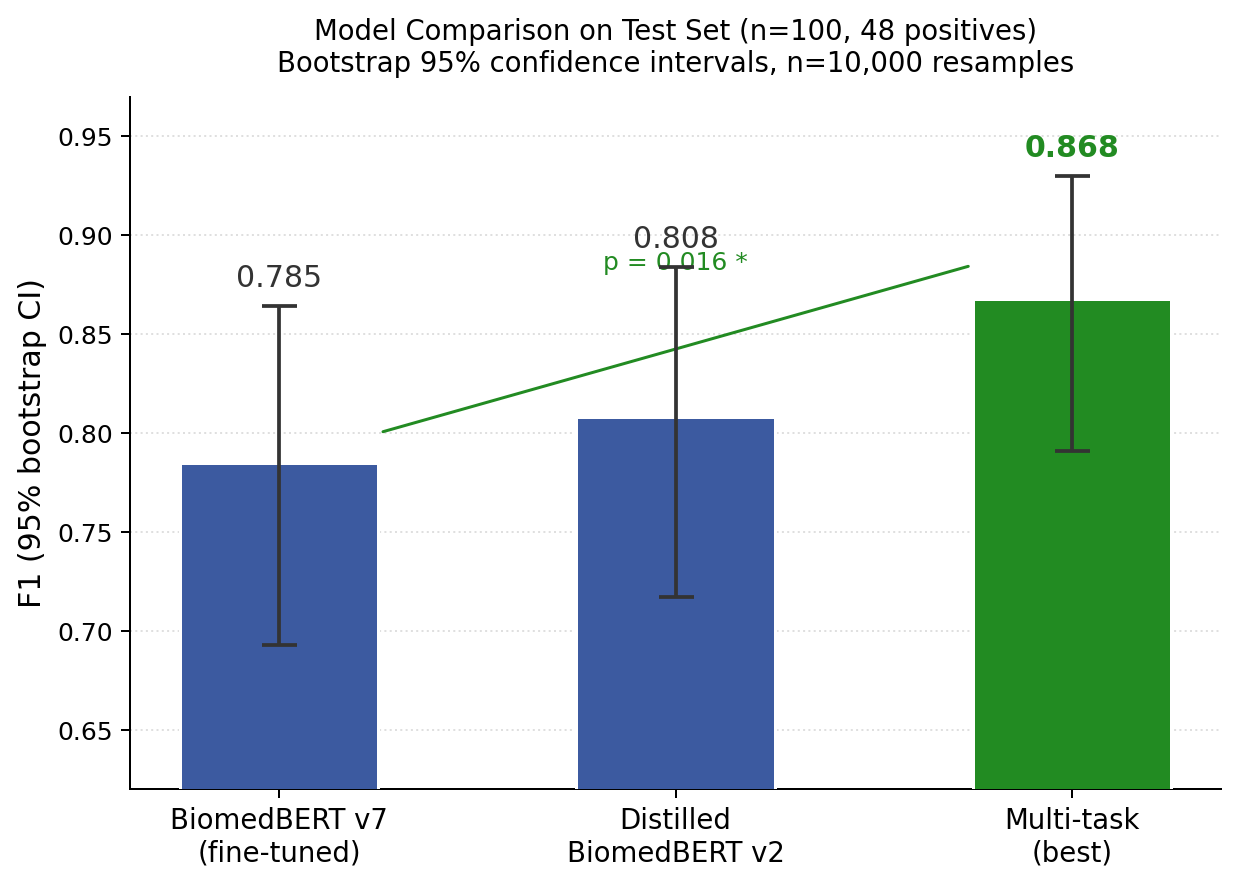 Model Comparison on Test Set (n=100, 48 positives)
Bootstrap 95% confidence intervals, n=10,000 resamples
F1 (95% bootstrap CI)
0.95
0.90
0.85
0.80
0.75
0.70
0.65
0.785
0.808
p = 0.016 *
0.868
BiomedBERT v7
(fine-tuned)
Distilled
BiomedBERT v2
Multi-task
(best)